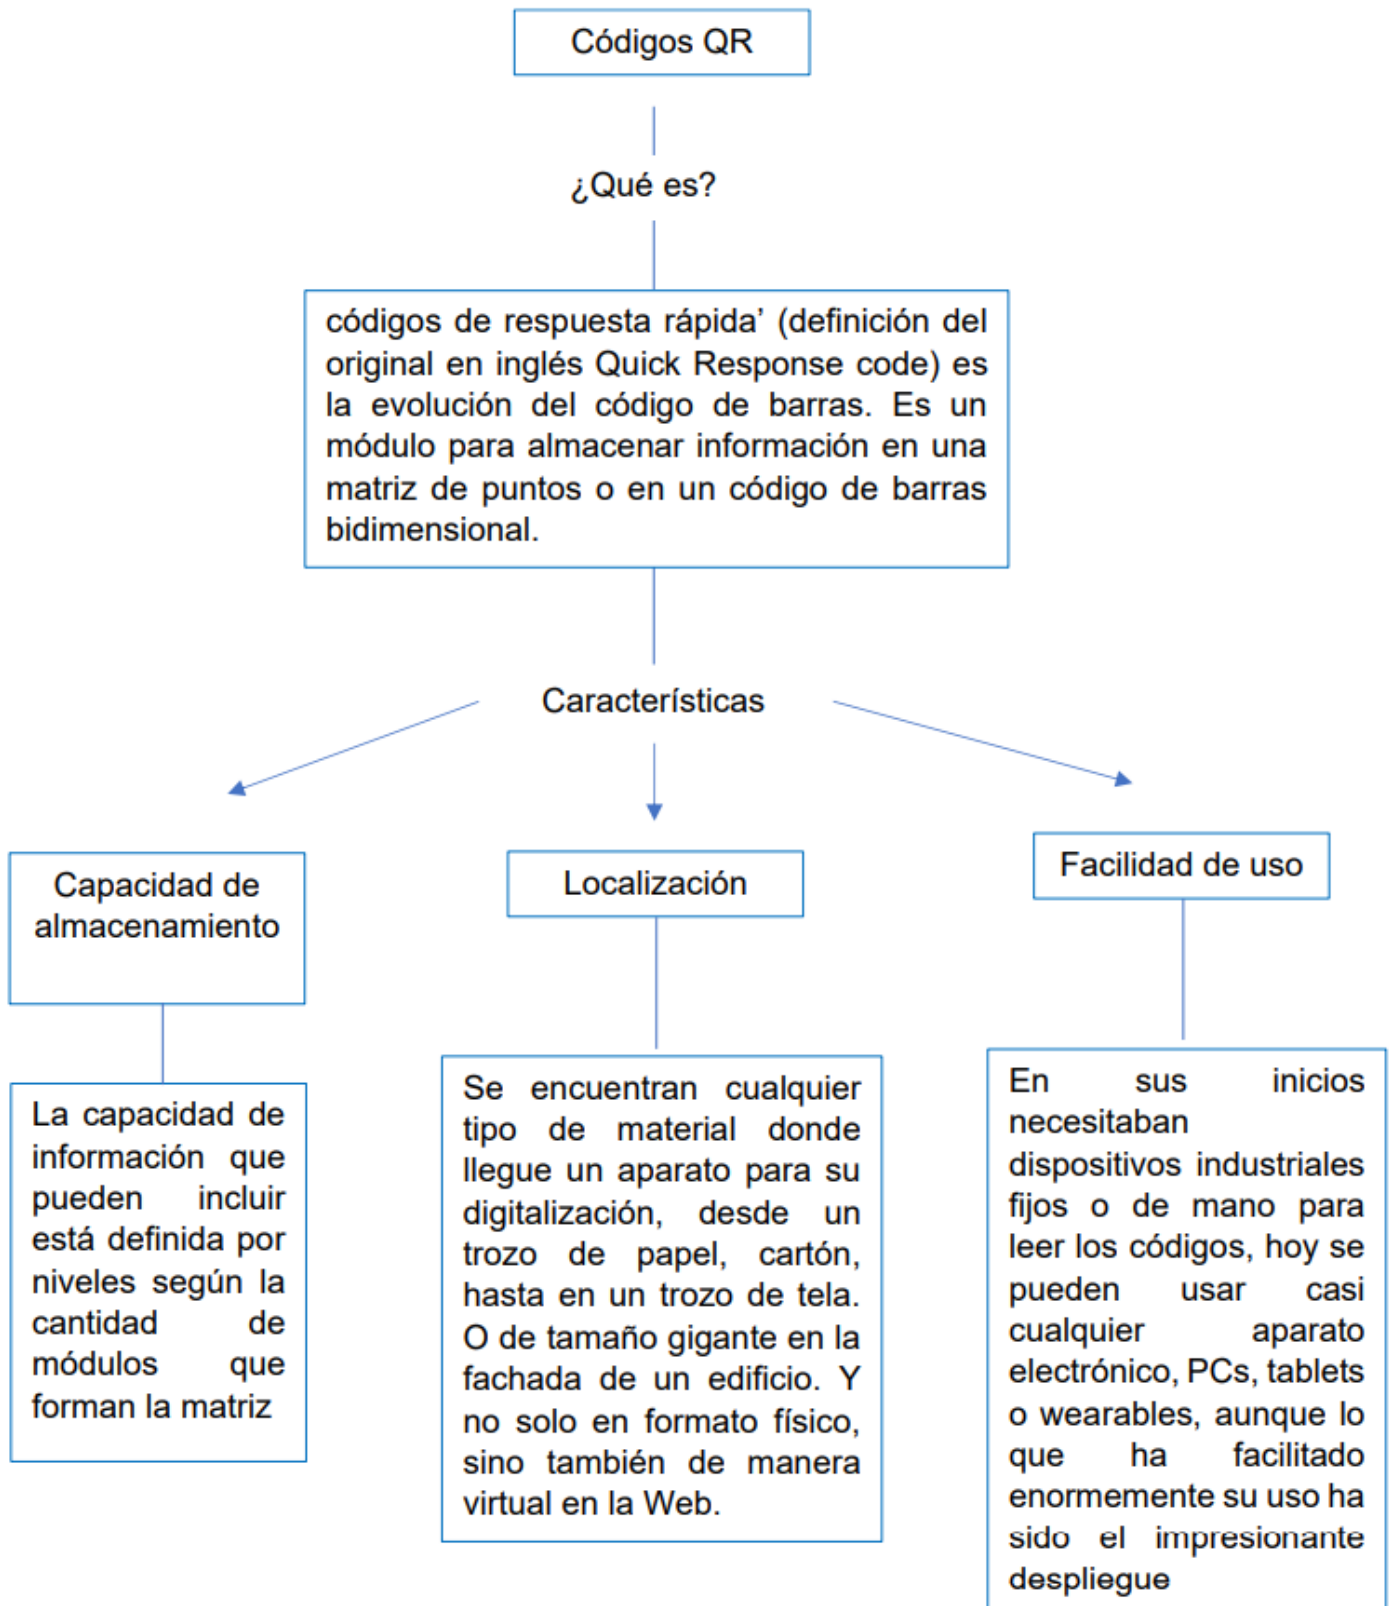 Códigos QR
¿Qué es?
códigos de respuesta rápida’ (definición del
original en inglés Quick Response code) es
la evolución del código de barras. Es un
módulo para almacenar información en una
matriz de puntos o en un código de barras
bidimensional.
Característícas
Capacidad de
almacenamiento
La capacidad de
información que
pueden incluir
está definida por
niveles según la
cantidad de
módulos que
forman la matriz
Localización
Se encuentran cualquier
tipo de material donde
llegue un aparato para su
digitalización, desde un
trozo de papel, cartón,
hasta en un trozo de tela.
O de tamaño gigante en la
fachada de un edificio. Y
no solo en formato físico,
sino también de manera
virtual en la Web.
Facilidad de uso
En sus inicios
necesitaban
dispositivos industriales
fijos o de mano para
leer los códigos, hoy se
pueden usar casi
cualquier aparato
electrónico, PCs, tablets
o wearables, aunque lo
que ha facilitado
enormemente su uso ha
sido el impresionante
despliegue